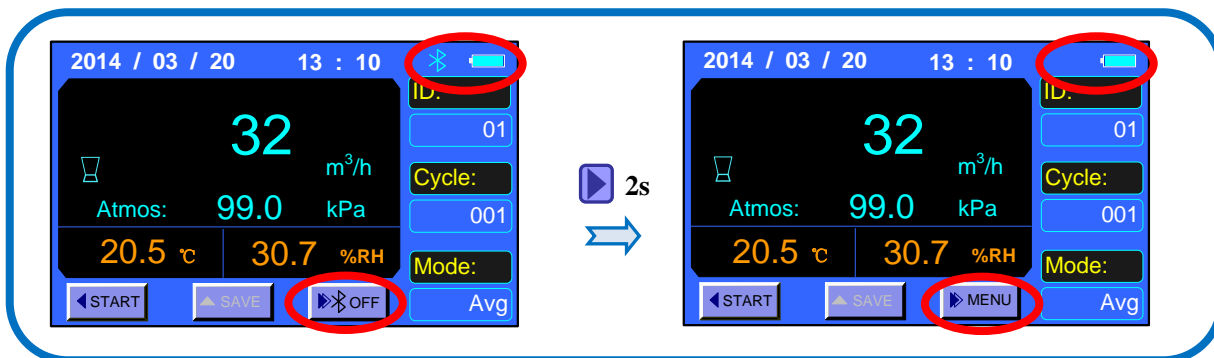 2014 / 03 / 20 13 : 10
ID:
32
01
m³/h
Cycle:
Atmos: 99.0 kPa
001
20.5 ℃ 30.7 %RH
Mode:
START SAVE OFF
Avg
2s
2014 / 03 / 20 13 : 10
ID:
32
01
m³/h
Cycle:
Atmos: 99.0 kPa
001
20.5 ℃ 30.7 %RH
Mode:
START SAVE MENU
Avg